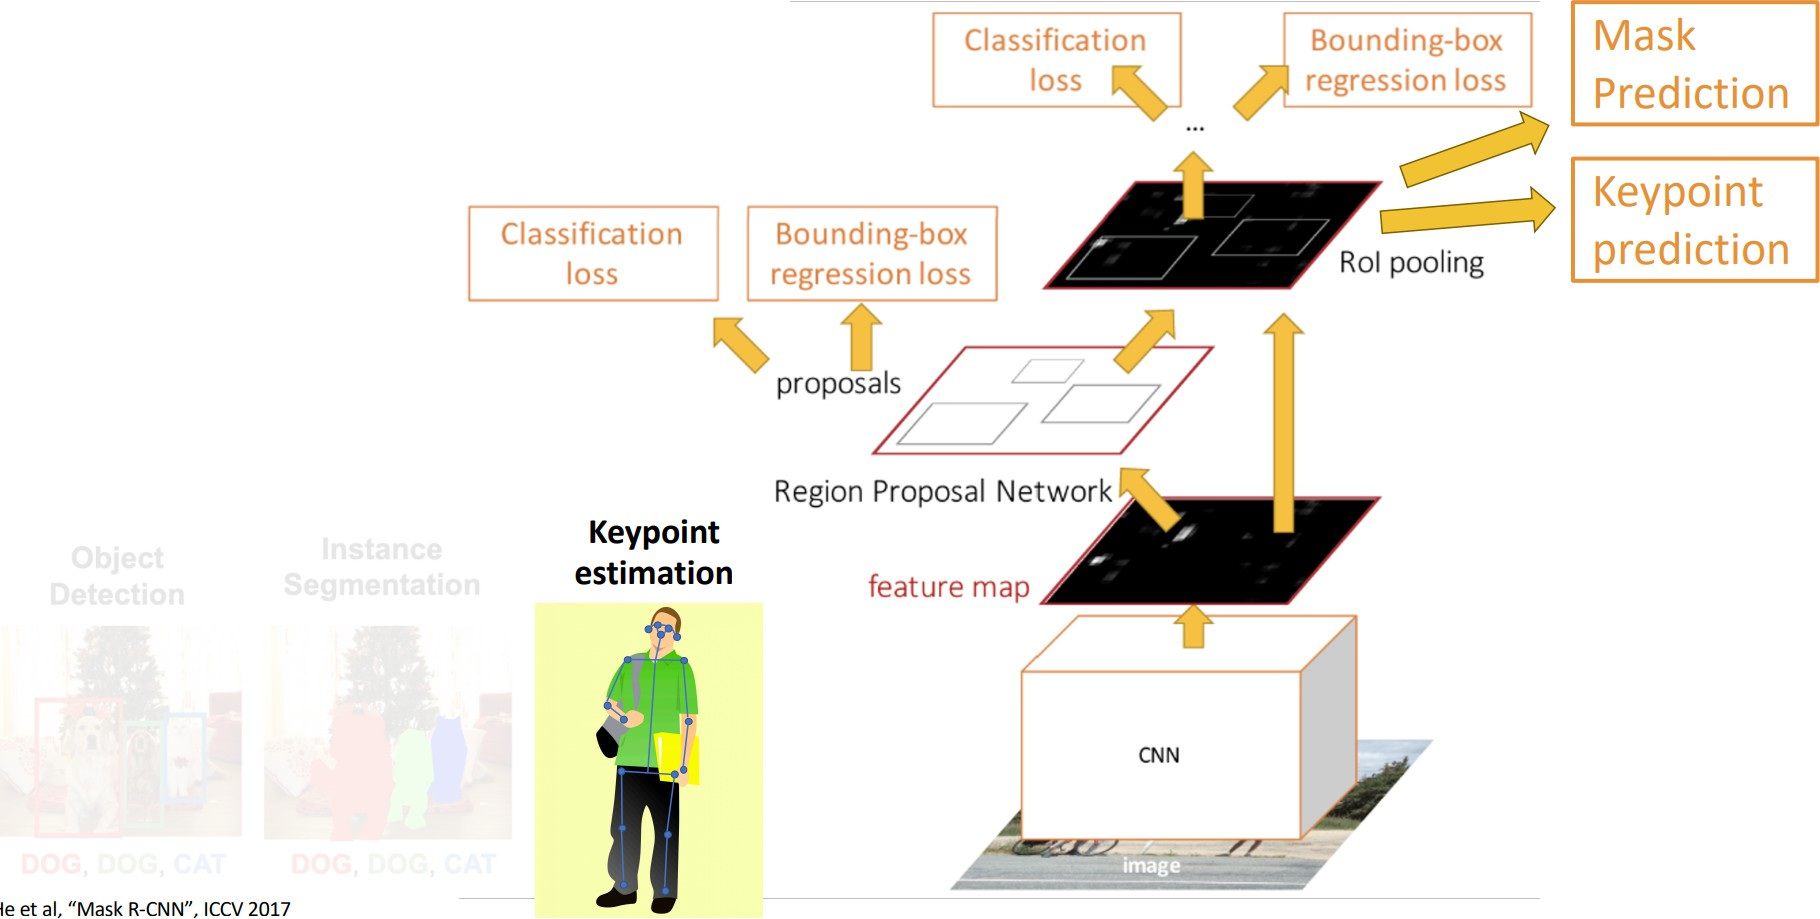 Classification
loss
Bounding-box
regression loss
Mask
Prediction
...
Keypoint
prediction
Classification
loss
Bounding-box
regression loss
RoI pooling
proposals
Region Proposal Network
Keypoint
estimation
Object
Detection
Instance
Segmentation
feature map
CNN
image
DOG, DOG, CAT
DOG, DOG, CAT
He et al, “Mask R-CNN”, ICCV 2017